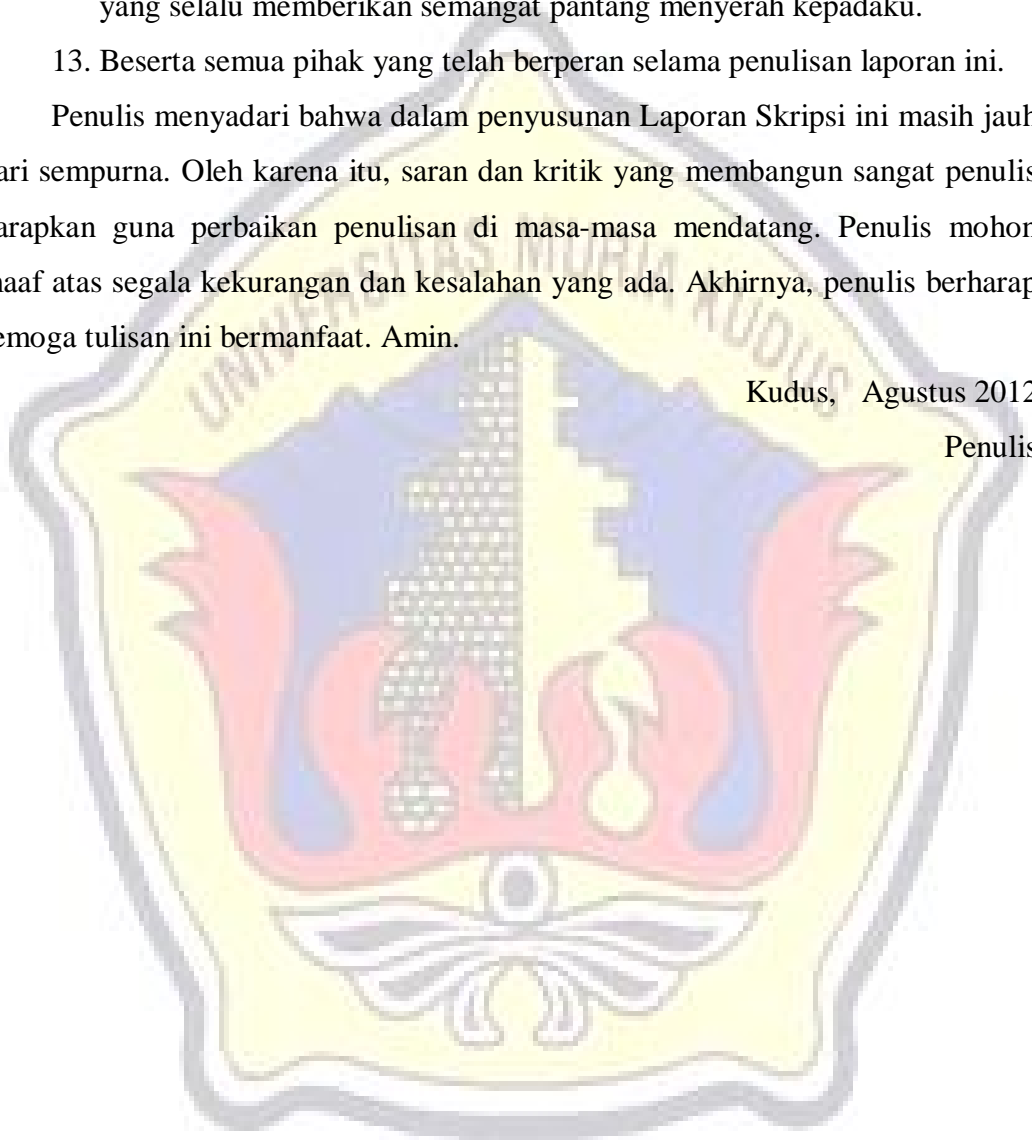 yang selalu memberikan semangat pantang menyerah kepadaku.
13. Beserta semua pihak yang telah berperan selama penulisan laporan ini.
Penulis menyadari bahwa dalam penyusunan Laporan Skripsi ini masih jauh
ari sempurna. Oleh karena itu, saran dan kritik yang membangun sangat penulis
arapkan guna perbaikan penulisan di masa-masa mendatang. Penulis mohon
naaf atas segala kekurangan dan kesalahan yang ada. Akhirnya, penulis berharap
emoga tulisan ini bermanfaat. Amin.
Kudus, Agustus 2012
Penulis
UNIVERSITAS MURIA KUDUS